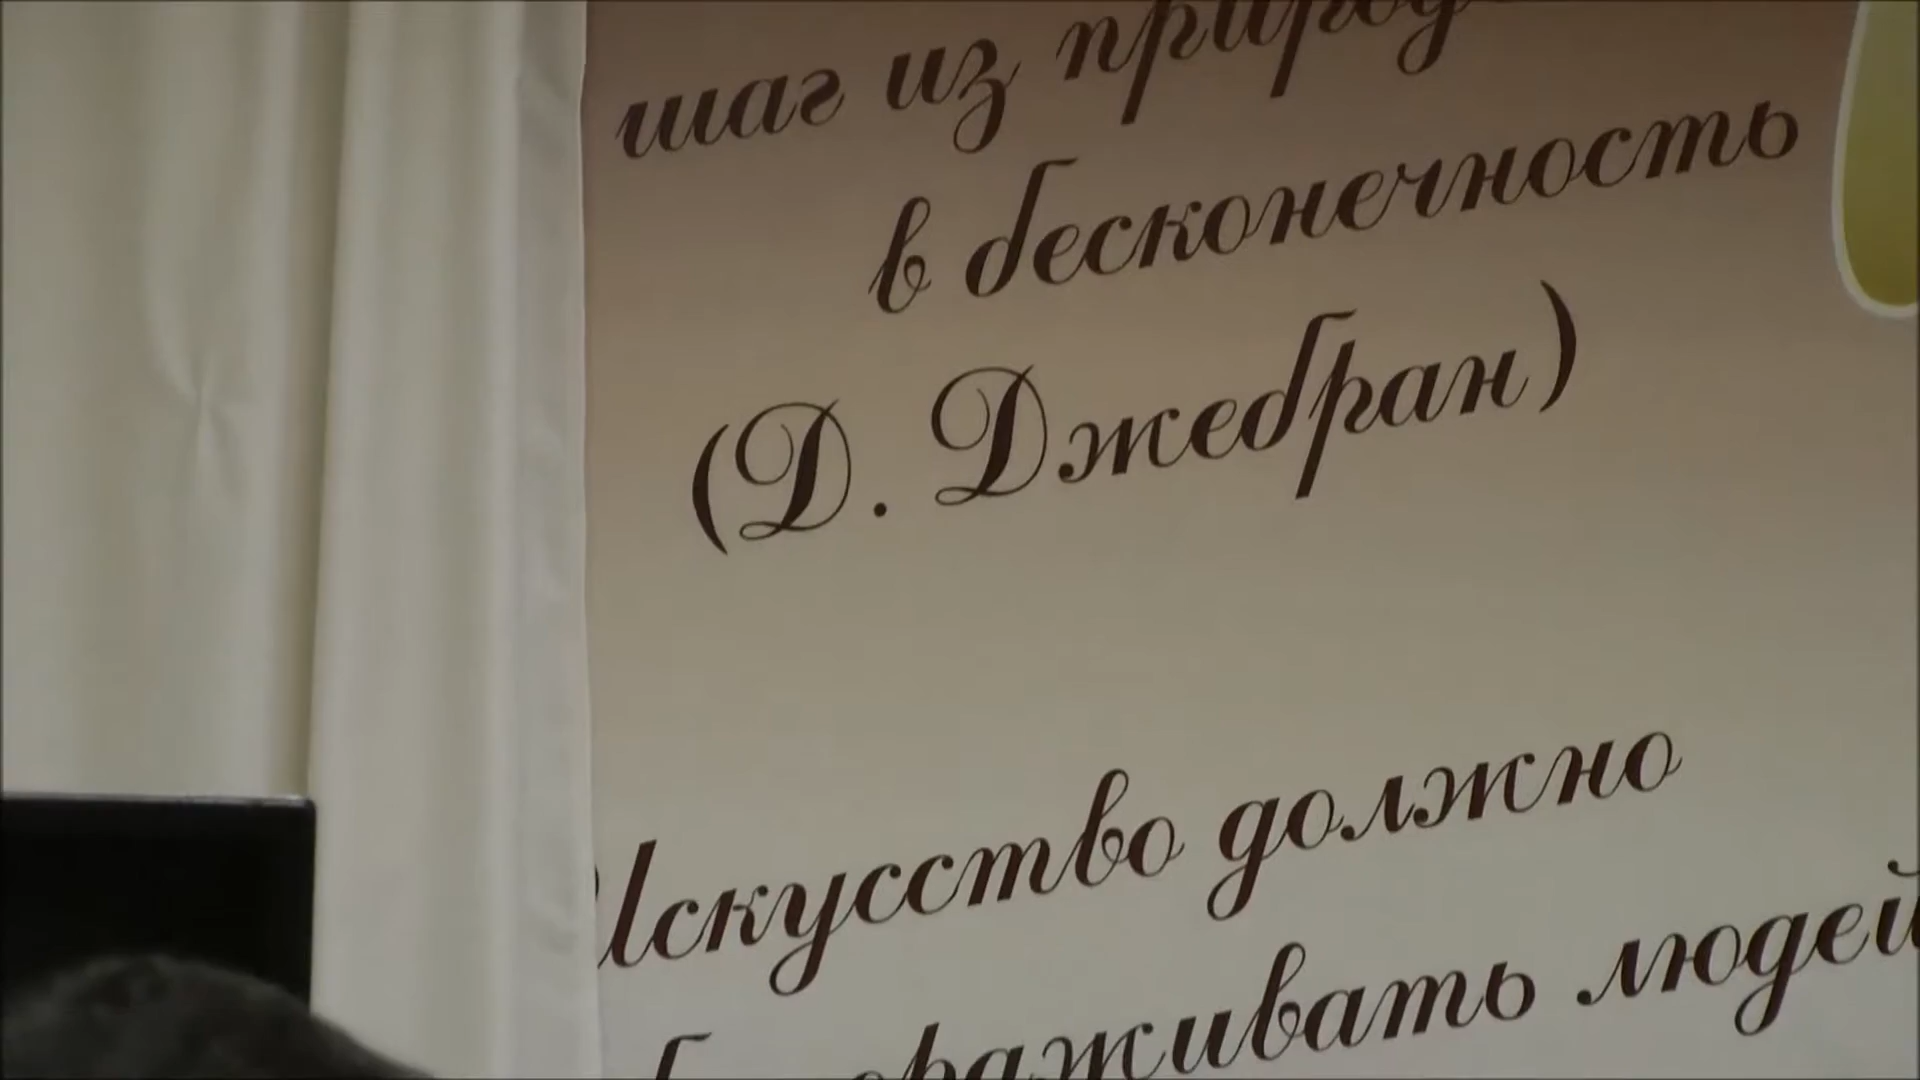 шаг из
в бесконечность
(Д. Джебран)
Искусство должно
людей